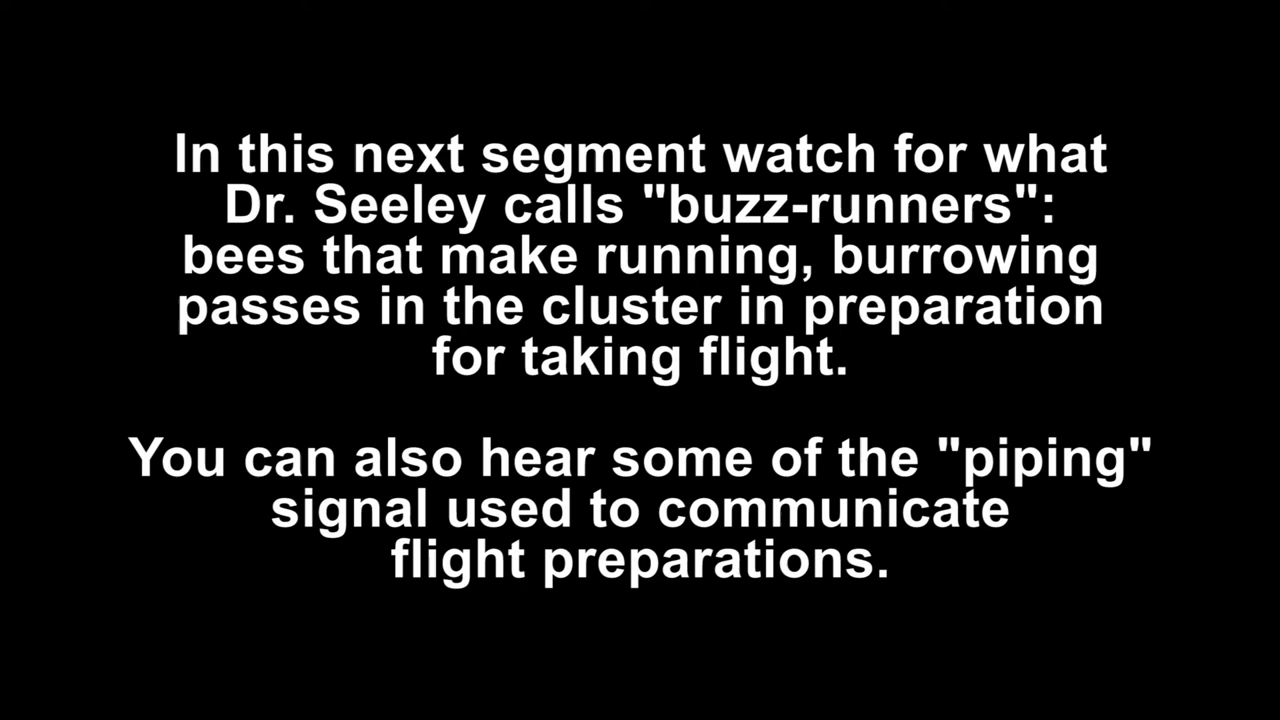 In this next segment watch for what
Dr. Seeley calls "buzz-runners":
bees that make running, burrowing
passes in the cluster in preparation
for taking flight.
You can also hear some of the "piping"
signal used to communicate
flight preparations.